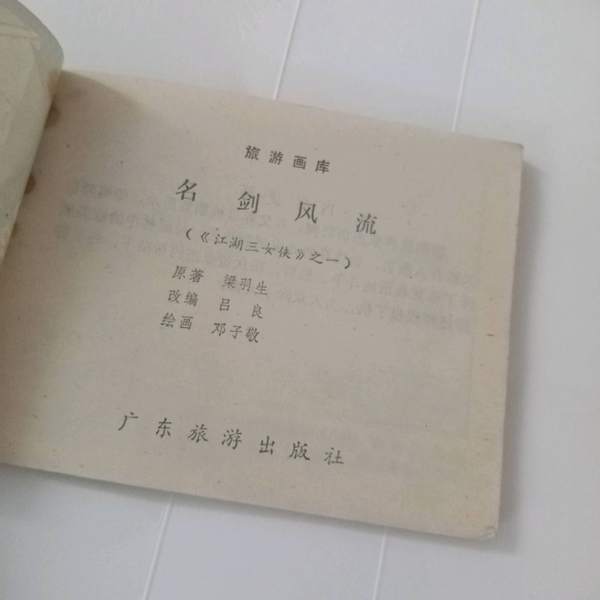 旅游画库
名剑风流
(《江湖三女侠》之一)
原著 梁羽生
改编 吕良
绘画 邓子敬
广东旅游出版社